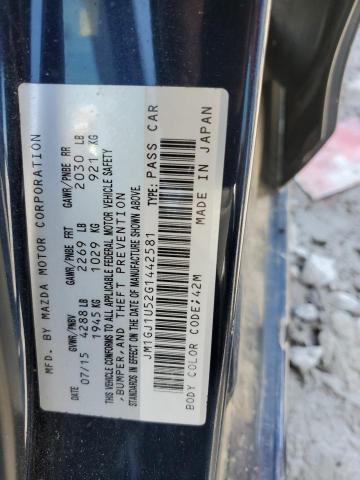 MFD. BY MAZDA MOTOR CORPORATION
DATE GVWR/PNBV GAWR/PNBE FRT GAWR/PNBE RR
07/15 4288 LB 2269 LB 2030 LB
1945 KG 1029 KG 921 KG
THIS VEHICLE CONFORMS TO ALL APPLICABLE FEDERAL MOTOR VEHICLE SAFETY
, BUMPER, AND THEFT PREVENTION
STANDARDS IN EFFECT ON THE DATE OF MANUFACTURE SHOWN ABOVE.
JM1GJ1U52G1442581 TYPE: PASS CAR
MADE IN JAPAN
BODY COLOR CODE:42M